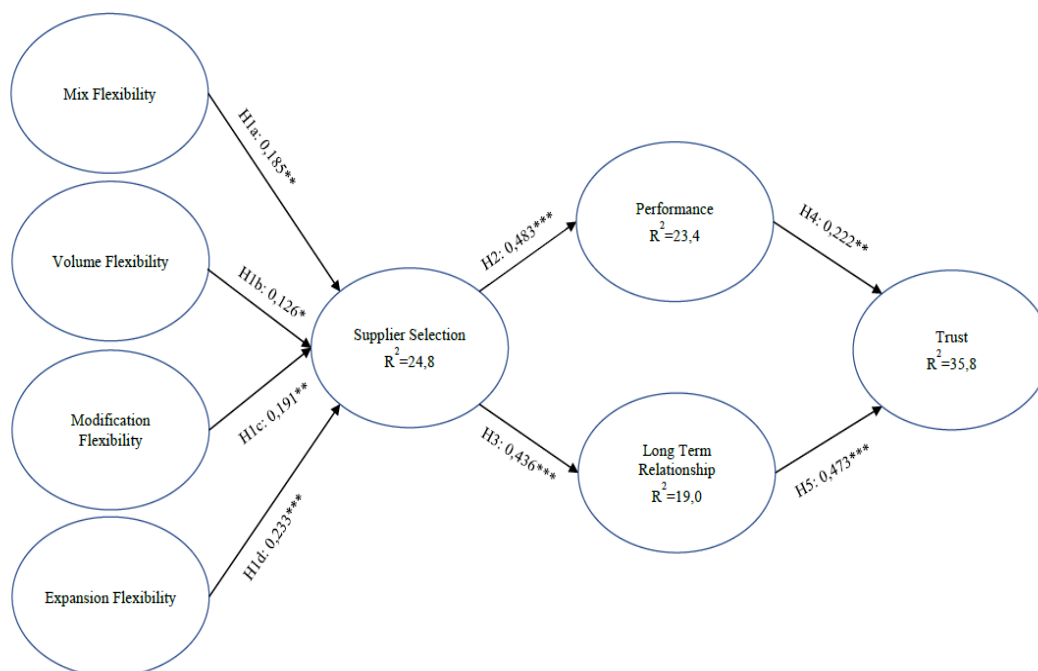 Mix Flexibility
H1a: 0,185**
Volume Flexibility
H1b: 0,126*
Modification
Flexibility
H1c: 0,191**
Expansion Flexibility
H1d: 0,233***
Supplier Selection
R²=24,8
H2: 0,483***
H3: 0,436***
Performance
R²=23,4
Long Term
Relationship
R²=19,0
H4: 0,222**
H5: 0,473***
Trust
R²=35,8